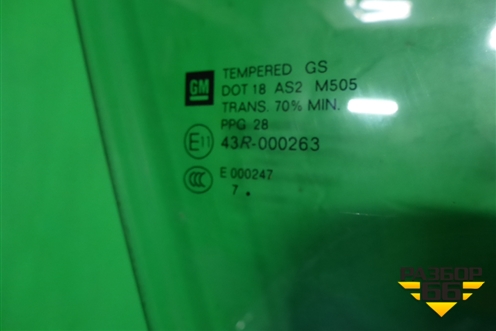 TEMPERED GS
GM
DOT 18 AS2 M505
TRANS. 70% MIN.
PPG 28
E11 43R-000263
CCC E 000247
7 .
РАЗБОР
66